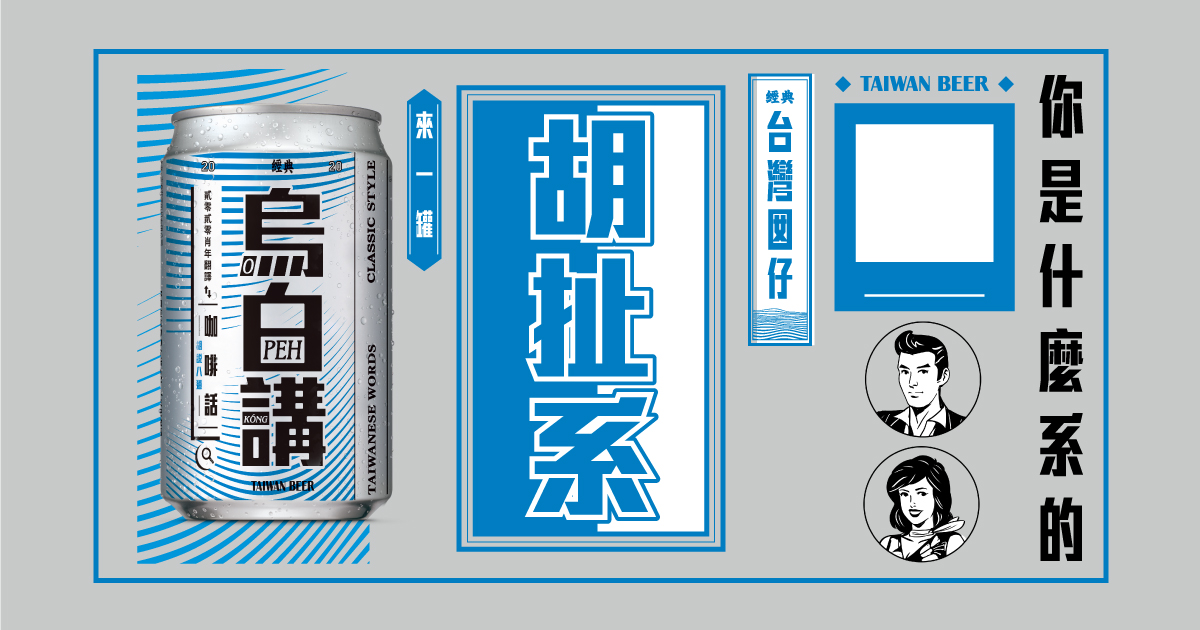 20 經典 20
烏白講
O
PEH
KÓNG
貳零貳零肖年翻譯
咖啡話
TAIWAN BEER
CLASSIC STYLE
TAIWANESE WORDS
來一罐
胡扯系
經典
台灣囡仔
TAIWAN BEER
你是什麼系的